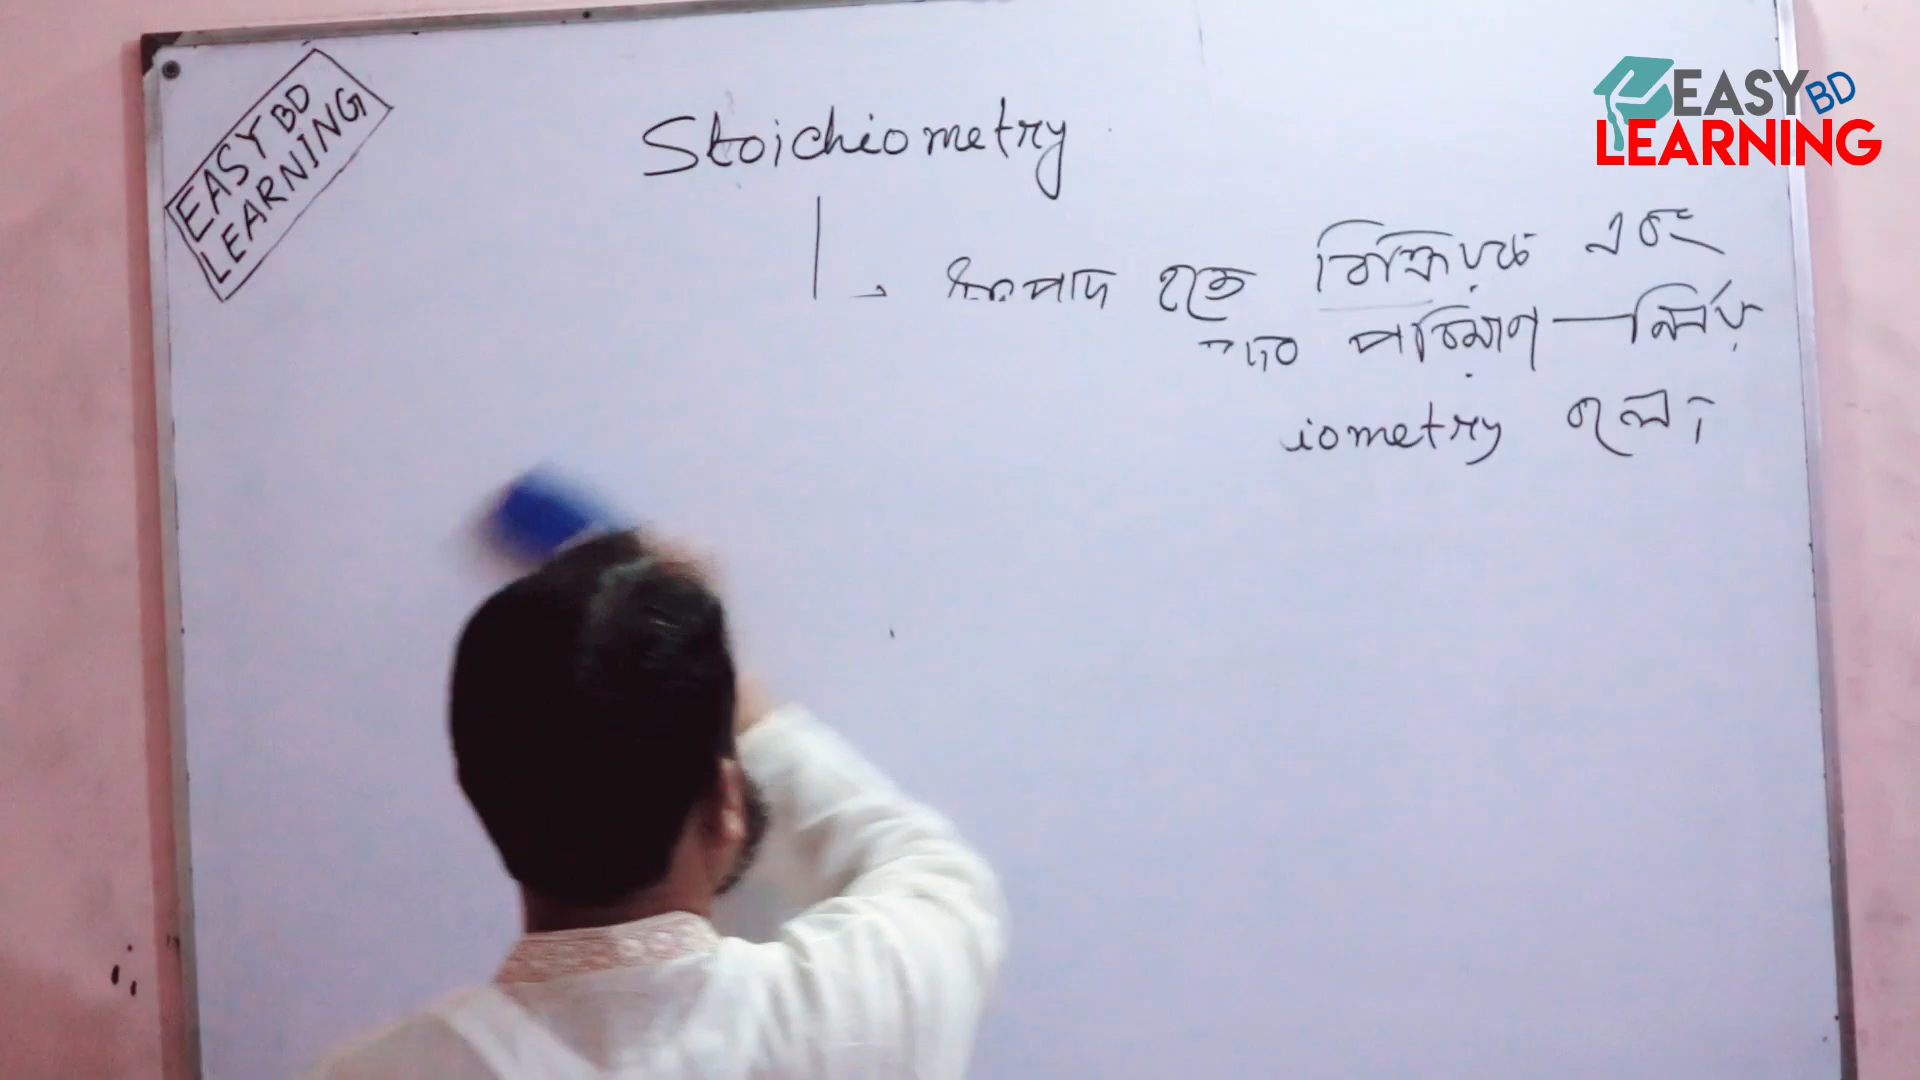 EASY BD
LEARNING
EASY BD
LEARNING
Stoichiometry
উৎপাদ হতে বিক্রিয়ক এবং
পরিমাণ নির্ণয়
iometry বলে।